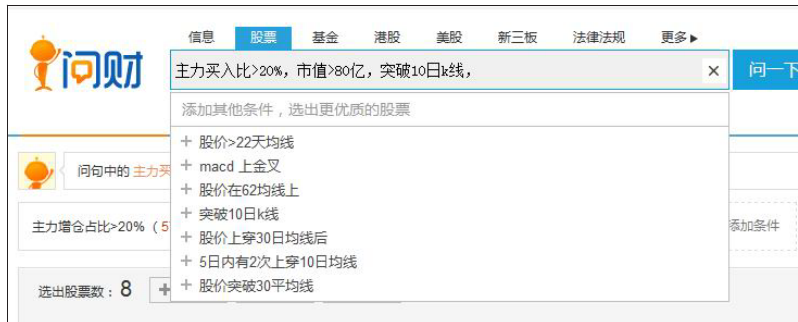 信息 股票 基金 港股 美股 新三板 法律法规 更多
问财
主力买入比>20%，市值>80亿，突破10日k线， × 问一下
添加其他条件，选出更优质的股票
+ 股价>22天均线
+ macd 上金叉
问句中的 主力买
+ 股价在62均线上
+ 突破10日k线
主力增仓占比>20%（5 添加条件
+ 股价上穿30日均线后
+ 5日内有2次上穿10日均线
选出股票数：8 +
+ 股价突破30平均线